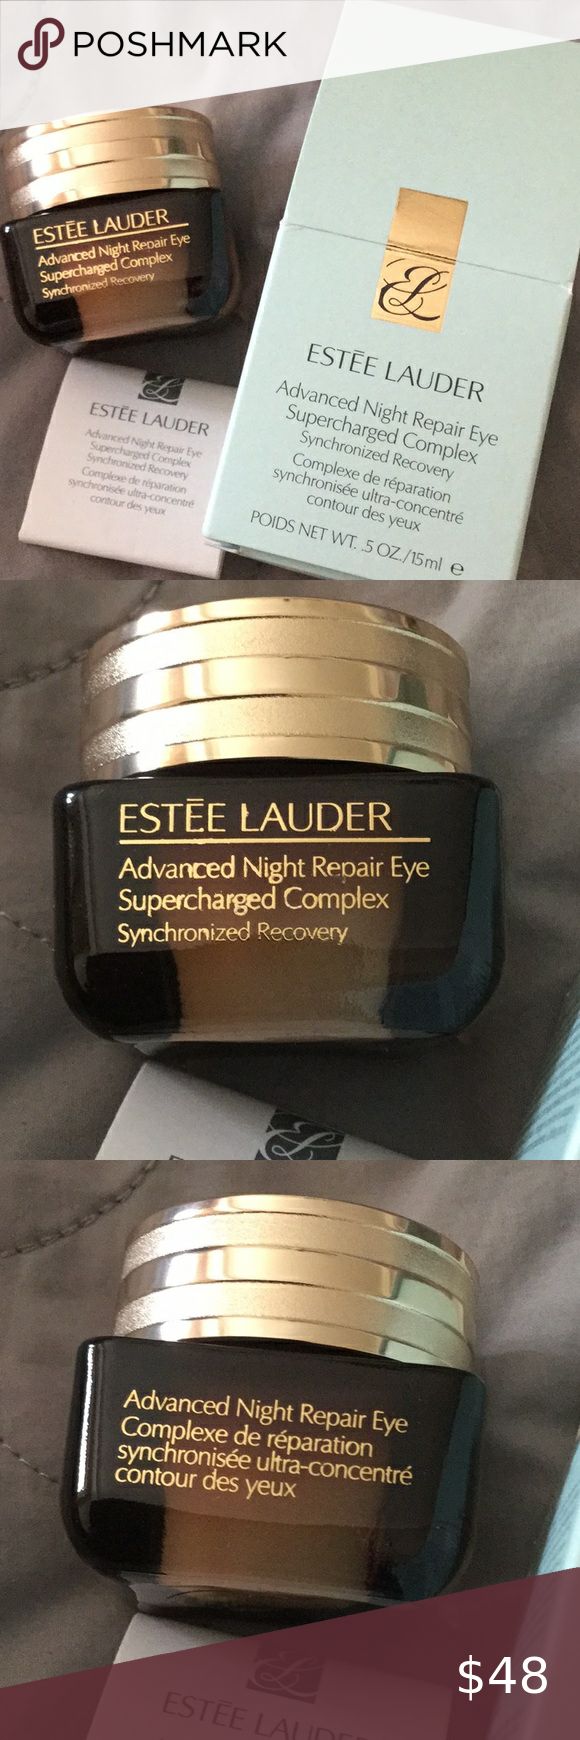 POSHMARK
ESTĒE LAUDER
Advanced Night Repair Eye
Supercharged Complex
Synchronized Recovery
ESTĒE LAUDER
Advanced Night Repair Eye
Supercharged Complex
Synchronized Recovery
Complexe de réparation
synchronisée ultra-concentré
contour des yeux
ESTĒE LAUDER
Advanced Night Repair Eye
Supercharged Complex
Synchronized Recovery
Complexe de réparation
synchronisée ultra-concentré
contour des yeux
POIDS NET WT. .5 OZ./15ml e
ESTĒE LAUDER
Advanced Night Repair Eye
Supercharged Complex
Synchronized Recovery
Advanced Night Repair Eye
Complexe de réparation
synchronisée ultra-concentré
contour des yeux
ESTĒE LAUDER
$48